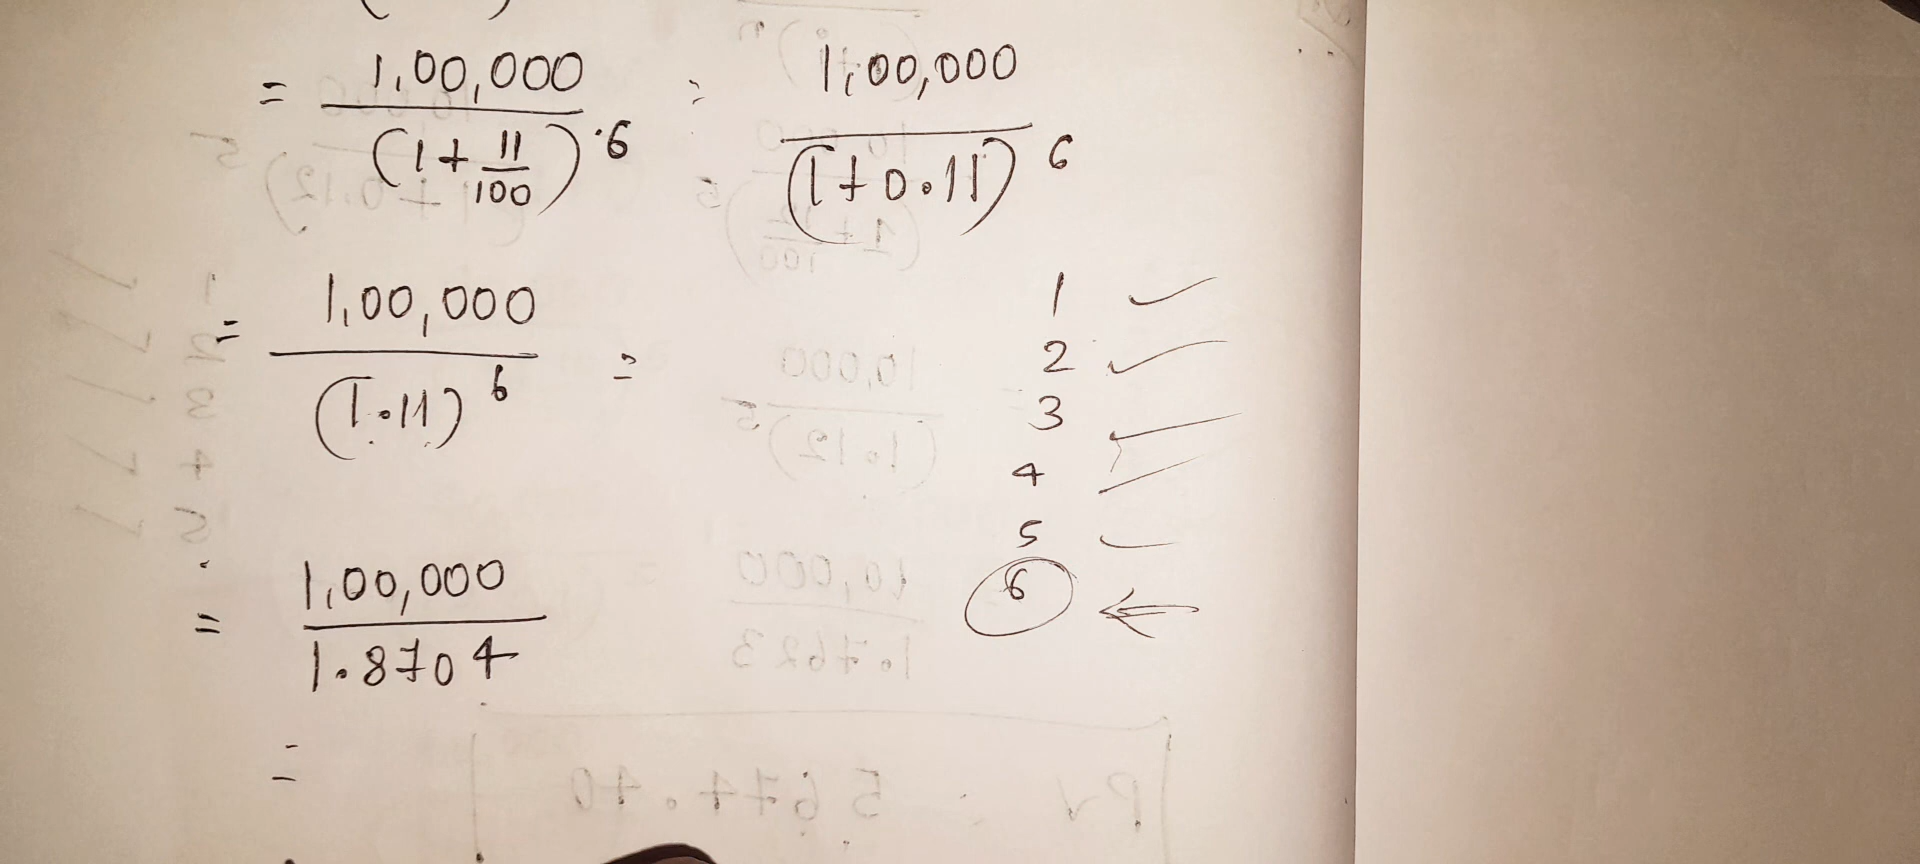 = 1,00,000 / (1 + 11/100)^6 = 1,00,000 / (1 + 0.11)^6
= 1,00,000 / (1.11)^6 =
= 1,00,000 / 1.8704
=
1 ✓
2 ✓
3 ✓
4 ✓
5 ✓
6 ←